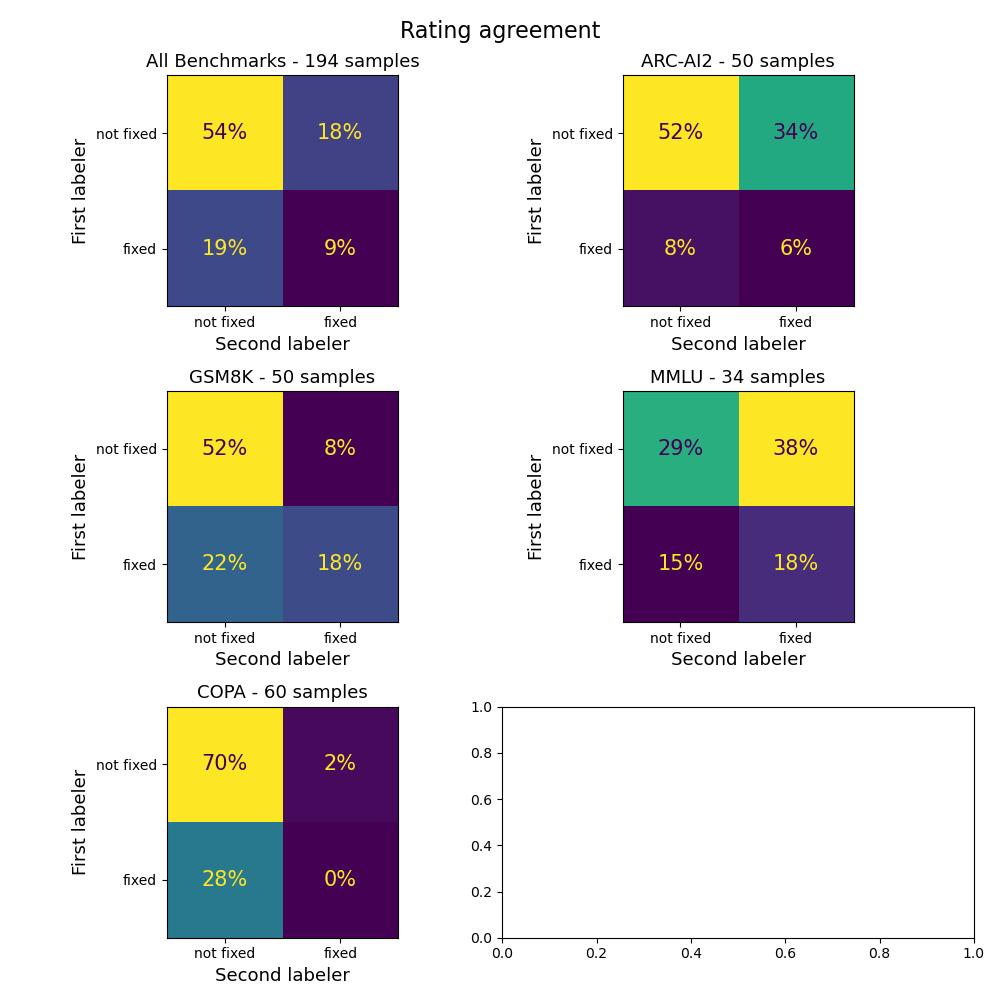 Rating agreement
All Benchmarks - 194 samples
First labeler
not fixed
fixed
54%
18%
19%
9%
not fixed
fixed
Second labeler
ARC-AI2 - 50 samples
First labeler
not fixed
fixed
52%
34%
8%
6%
not fixed
fixed
Second labeler
GSM8K - 50 samples
First labeler
not fixed
fixed
52%
8%
22%
18%
not fixed
fixed
Second labeler
MMLU - 34 samples
First labeler
not fixed
fixed
29%
38%
15%
18%
not fixed
fixed
Second labeler
COPA - 60 samples
First labeler
not fixed
fixed
70%
2%
28%
0%
not fixed
fixed
Second labeler
1.0
0.8
0.6
0.4
0.2
0.0
0.0 0.2 0.4 0.6 0.8 1.0